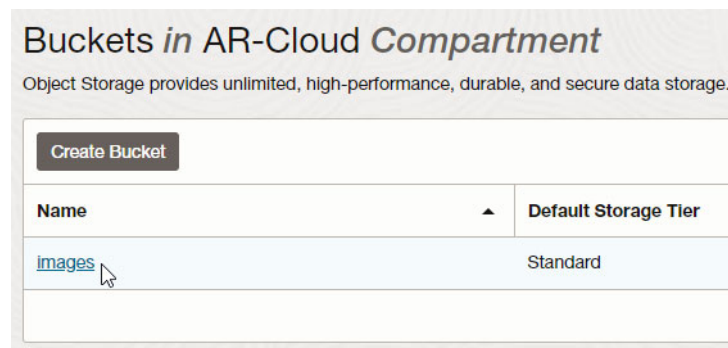 Buckets in AR-Cloud Compartment
Object Storage provides unlimited, high-performance, durable, and secure data storage.
Create Bucket
Name Default Storage Tier
images Standard